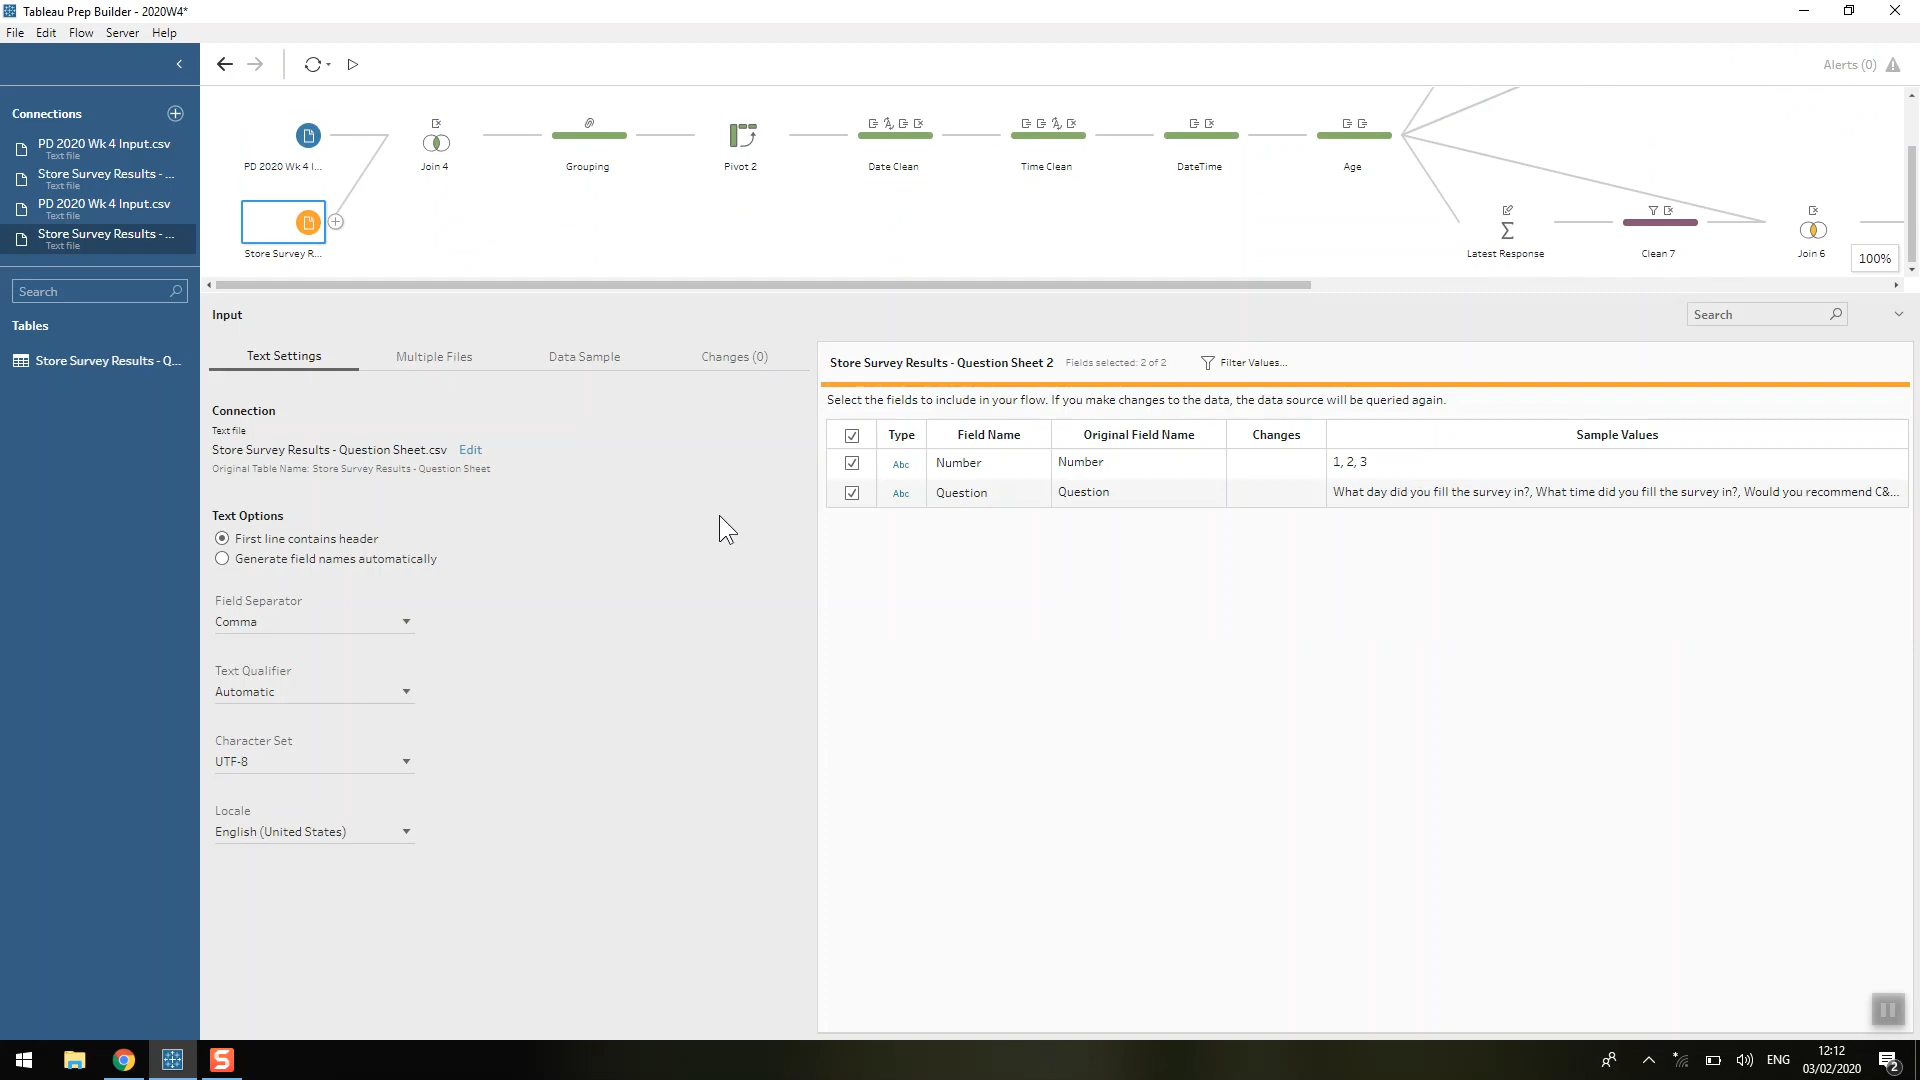 Tableau Prep Builder - 2020W4*
File Edit Flow Server Help
Alerts (0)
Connections
PD 2020 Wk 4 Input.csv
Text file
Store Survey Results - ...
Text file
PD 2020 Wk 4 Input.csv
Text file
Store Survey Results - ...
Text file
Search
Tables
Store Survey Results - Q...
PD 2020 Wk 4 I...
Join 4
Grouping
Pivot 2
Date Clean
Time Clean
DateTime
Age
Store Survey R...
Latest Response
Clean 7
Join 6
100%
Input
Search
Text Settings
Multiple Files
Data Sample
Changes (0)
Connection
Text file
Store Survey Results - Question Sheet.csv Edit
Original Table Name: Store Survey Results - Question Sheet
Text Options
First line contains header
Generate field names automatically
Field Separator
Comma
Text Qualifier
Automatic
Character Set
UTF-8
Locale
English (United States)
Store Survey Results - Question Sheet 2 Fields selected: 2 of 2 Filter Values...
Select the fields to include in your flow. If you make changes to the data, the data source will be queried again.
Type Field Name Original Field Name Changes Sample Values
Abc Number Number 1, 2, 3
Abc Question Question What day did you fill the survey in?, What time did you fill the survey in?, Would you recommend C&...
ENG
12:12
03/02/2020
2